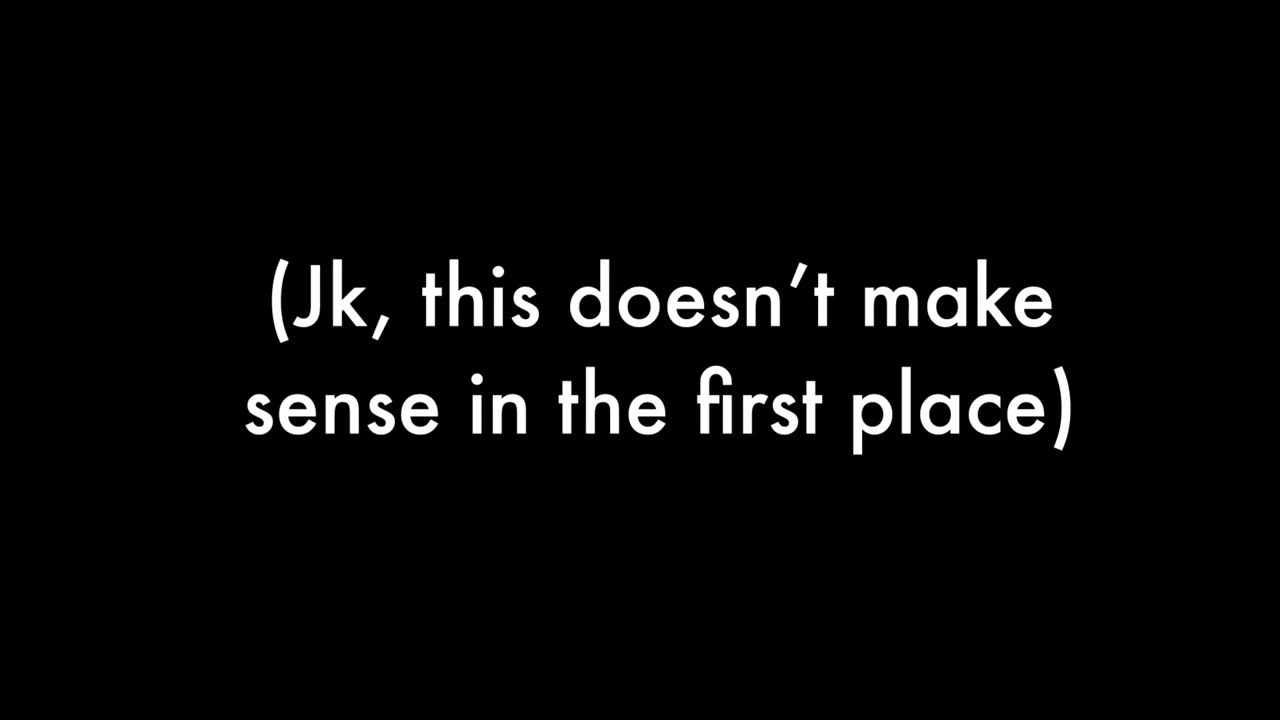 (Jk, this doesn’t make
sense in the first place)